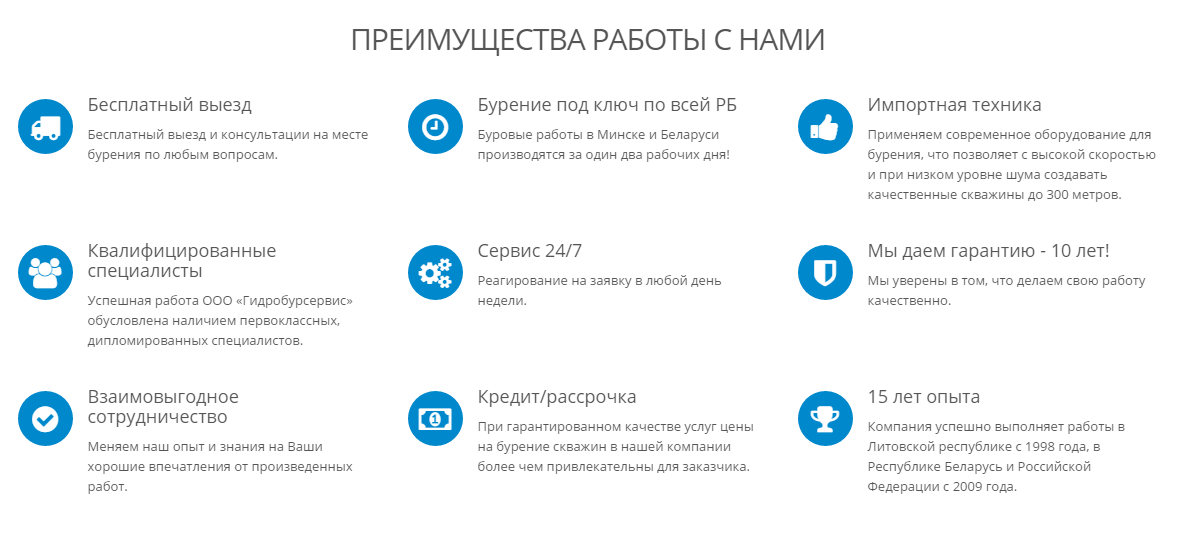 ПРЕИМУЩЕСТВА РАБОТЫ С НАМИ
Бесплатный выезд
Бесплатный выезд и консультации на месте
бурения по любым вопросам.
Бурение под ключ по всей РБ
Буровые работы в Минске и Беларуси
производятся за один два рабочих дня!
Импортная техника
Применяем современное оборудование для
бурения, что позволяет с высокой скоростью
и при низком уровне шума создавать
качественные скважины до 300 метров.
Квалифицированные
специалисты
Успешная работа ООО «Гидробурсервис»
обусловлена наличием первоклассных,
дипломированных специалистов.
Сервис 24/7
Реагирование на заявку в любой день
недели.
Мы даем гарантию - 10 лет!
Мы уверены в том, что делаем свою работу
качественно.
Взаимовыгодное
сотрудничество
Меняем наш опыт и знания на Ваши
хорошие впечатления от произведенных
работ.
Кредит/рассрочка
При гарантированном качестве услуг цены
на бурение скважин в нашей компании
более чем привлекательны для заказчика.
15 лет опыта
Компания успешно выполняет работы в
Литовской республике с 1998 года, в
Республике Беларусь и Российской
Федерации с 2009 года.